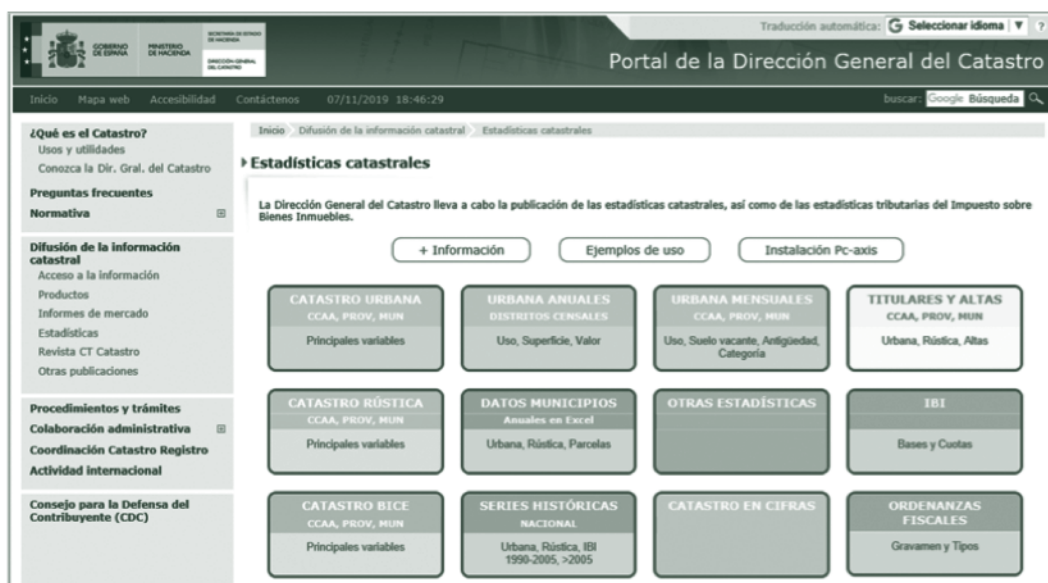 Traducción automática: G Seleccionar idioma ▼ ?
GOBIERNO DE ESPAÑA
MINISTERIO DE HACIENDA
SECRETARÍA DE ESTADO DE HACIENDA
DIRECCIÓN GENERAL DEL CATASTRO
Portal de la Dirección General del Catastro
Inicio Mapa web Accesibilidad Contáctenos 07/11/2019 18:46:29 buscar: Google Búsqueda
¿Qué es el Catastro?
Usos y utilidades
Conozca la Dir. Gral. del Catastro
Preguntas frecuentes
Normativa
Difusión de la información
catastral
Acceso a la información
Productos
Informes de mercado
Estadísticas
Revista CT Catastro
Otras publicaciones
Procedimientos y trámites
Colaboración administrativa
Coordinación Catastro Registro
Actividad internacional
Consejo para la Defensa del
Contribuyente (CDC)
Inicio Difusión de la información catastral Estadísticas catastrales
Estadísticas catastrales
La Dirección General del Catastro lleva a cabo la publicación de las estadísticas catastrales, así como de las estadísticas tributarias del Impuesto sobre
Bienes Inmuebles.
+ Información Ejemplos de uso Instalación Pc-axis
CATASTRO URBANA
CCAA, PROV, MUN
Principales variables
URBANA ANUALES
DISTRITOS CENSALES
Uso, Superficie, Valor
URBANA MENSUALES
CCAA, PROV, MUN
Uso, Suelo vacante, Antigüedad,
Categoría
TITULARES Y ALTAS
CCAA, PROV, MUN
Urbana, Rústica, Altas
CATASTRO RÚSTICA
CCAA, PROV, MUN
Principales variables
DATOS MUNICIPIOS
Anuales en Excel
Urbana, Rústica, Parcelas
OTRAS ESTADÍSTICAS
IBI
Bases y Cuotas
CATASTRO BICE
CCAA, PROV, MUN
Principales variables
SERIES HISTÓRICAS
NACIONAL
Urbana, Rústica, IBI
1990-2005, >2005
CATASTRO EN CIFRAS
ORDENANZAS
FISCALES
Gravamen y Tipos